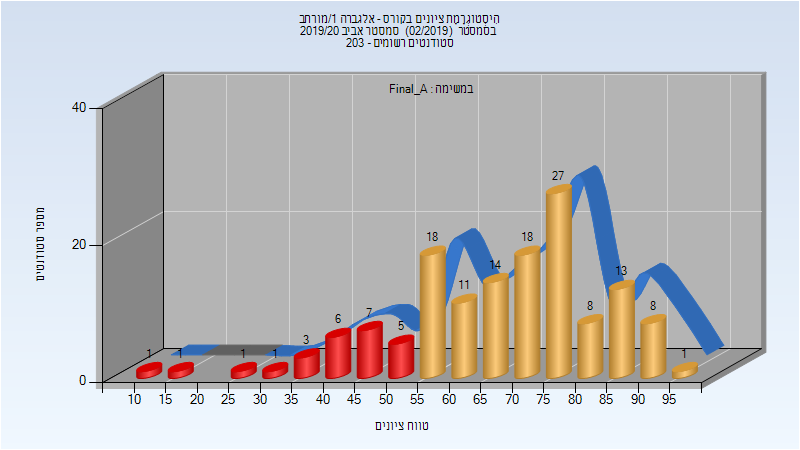 היסטוגרמת ציונים בקורס - אלגברה 1/מורחב
בסמסטר (02/2019) סמסטר אביב 2019/20
סטודנטים רשומים - 203
במשימה : Final_A
מספר סטודנטים
40
20
0
1 1 1 1 3 6 7 5 18 11 14 18 27 8 13 8 1
10 15 20 25 30 35 40 45 50 55 60 65 70 75 80 85 90 95
טווח ציונים